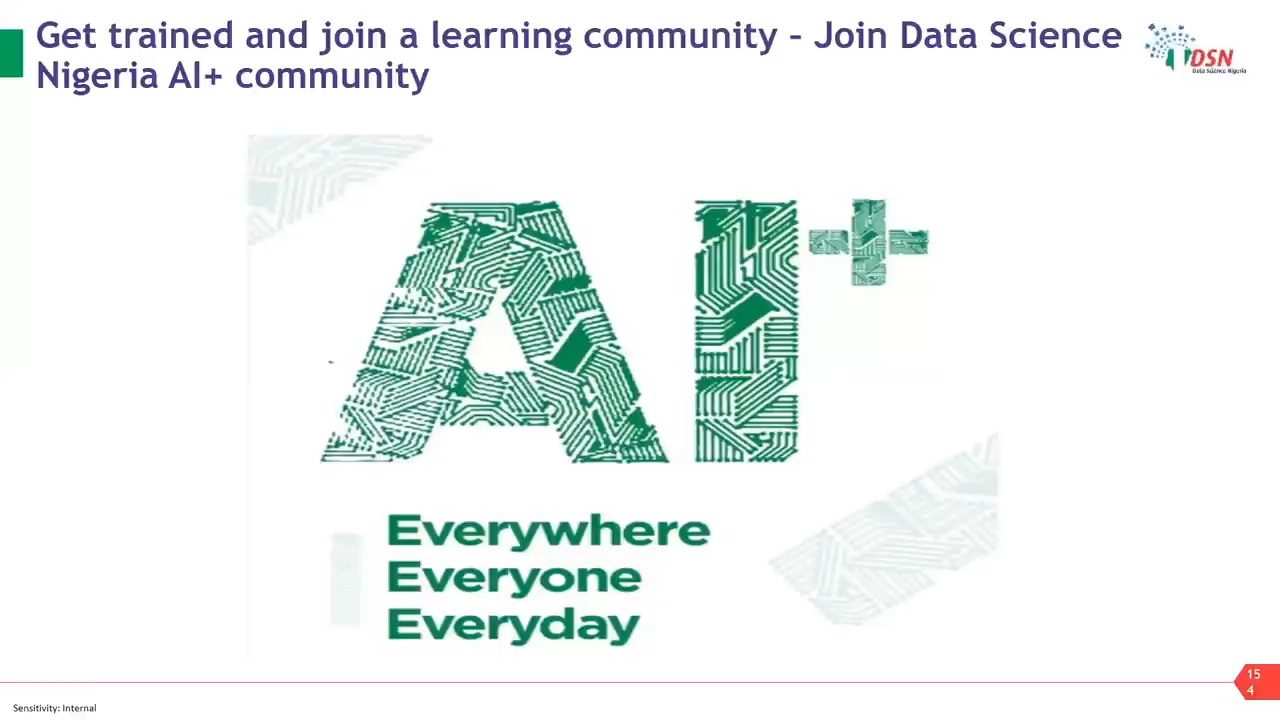 Get trained and join a learning community – Join Data Science
Nigeria AI+ community
DSN
Data Science Nigeria
AI+
Everywhere
Everyone
Everyday
15
4
Sensitivity: Internal